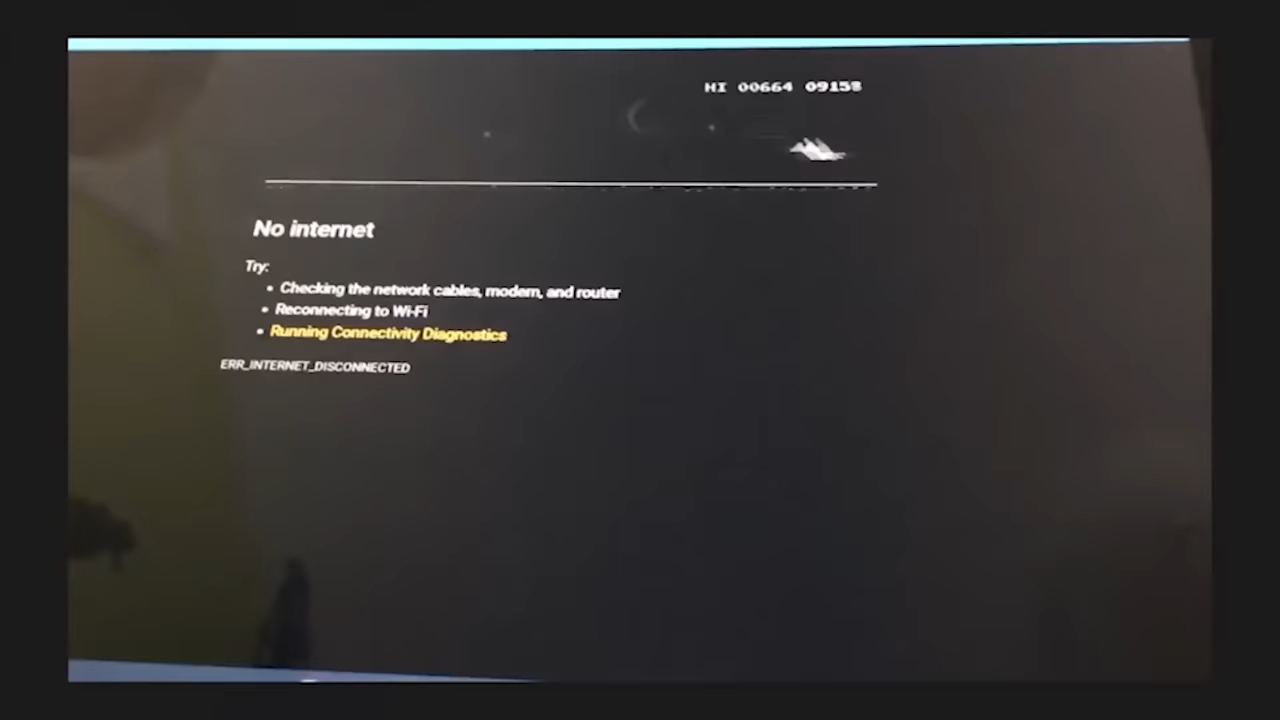 HI 00664 09158
No internet
Try:
• Checking the network cables, modem, and router
• Reconnecting to Wi-Fi
• Running Connectivity Diagnostics
ERR_INTERNET_DISCONNECTED